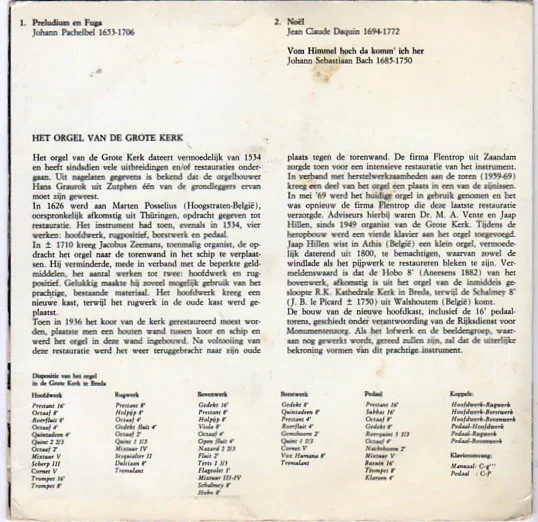 1. Preludium en Fuga
Johann Pachelbel 1653-1706
2. Noël
Jean Claude Daquin 1694-1772
Vom Himmel hoch da komm' ich her
Johann Sebastiaan Bach 1685-1750
HET ORGEL VAN DE GROTE KERK
Het orgel van de Grote Kerk dateert vermoedelijk van 1534
en heeft sindsdien vele uitbreidingen en/of restauraties onder-
gaan. Uit nagelaten gegevens is bekend dat de orgelbouwer
Hans Graurok uit Zutphen één van de grondleggers ervan
moet zijn geweest.
In 1626 werd aan Marten Posselius (Hoogstraten-België),
oorspronkelijk afkomstig uit Thüringen, opdracht gegeven tot
restauratie. Het instrument had toen, evenals in 1534, vier
werken: hoofdwerk, rugpositief, borstwerk en pedaal.
In ± 1710 kreeg Jacobus Zeemans, toenmalig organist, de op-
dracht het orgel naar de torenwand in het schip te verplaat-
sen. Hij verminderde, mede in verband met de beperkte geld-
middelen, het aantal werken tot twee: hoofdwerk en rug-
positief. Gelukkig maakte hij zoveel mogelijk gebruik van het
prachtige, bestaande materiaal. Het hoofdwerk kreeg een
nieuwe kast, terwijl het rugwerk in de oude kast werd ge-
plaatst.
Toen in 1936 het koor van de kerk gerestaureerd moest wor-
den, plaatste men een houten wand tussen koor en schip en
werd het orgel in deze wand ingebouwd. Na voltooiing van
deze restauratie werd het weer teruggebracht naar zijn oude
plaats tegen de torenwand. De firma Flentrop uit Zaandam
zorgde toen voor een intensieve restauratie van het instrument.
In verband met herstelwerkzaamheden aan de toren (1959-69)
kreeg een deel van het orgel een plaats in een van de zijnissen.
In mei '69 werd het huidige orgel in gebruik genomen en het
was opnieuw de firma Flentrop die deze laatste restauratie
verzorgde. Adviseurs hierbij waren Dr. M. A. Vente en Jaap
Hillen, sinds 1949 organist van de Grote Kerk. Tijdens de
heropbouw werd een vierde klavier aan het orgel toegevoegd.
Jaap Hillen wist in Athis (België) een klein orgel, vermoede-
lijk daterend uit 1800, te bemachtigen, waarvan zowel de
windlade als het pijpwerk te restaureren bleken te zijn. Ver-
meldenswaard is dat de Hobo 8' (Aneesens 1882) van het
bovenwerk, afkomstig is uit het orgel van de inmiddels ge-
sloopte R.K. Kathedrale Kerk in Breda, terwijl de Schalmey 8'
(J. B. le Picard ± 1750) uit Walshoutem (België) komt.
De bouw van de nieuwe hoofdkast, inclusief de 16' pedaal-
torens, geschiedt onder verantwoording van de Rijksdienst voor
Monumentenzorg. Als het lofwerk en de beeldengroep, waar-
aan nog gewerkt wordt, gereed zullen zijn, zal dat de uiterlijke
bekroning vormen van dit prachtige instrument.
Dispositie van het orgel
in de Grote Kerk te Breda
Hoofdwerk
Prestant 16'
Octaaf 8'
Roerfluit 8'
Octaaf 4'
Quintadeen 4'
Quint 2 2/3
Octaaf 2'
Mixtuur V
Scherp III
Cornet V
Trompet 16'
Trompet 8'
Rugwerk
Prestant 8'
Holpijp 8'
Octaaf 4'
Gedekt fluit 4'
Octaaf 2'
Quint 1 1/3
Mixtuur IV
Sesquialter II
Dulciaan 8'
Tremulant
Bovenwerk
Gedekt 16'
Prestant 8'
Holpijp 8'
Viola 8'
Octaaf 4'
Open fluit 4'
Nazard 2 2/3
Fluit 2'
Terts 1 3/5
Flageolet 1'
Mixtuur III-IV
Schalmey 8'
Hobo 8'
Borstwerk
Gedekt 8'
Quintadeen 8'
Prestant 4'
Roerfluit 4'
Gemshoorn 2'
Quint 1 1/3
Cornet V
Vox Humana 8'
Tremulant
Pedaal
Prestant 16'
Subbas 16'
Octaaf 8'
Gedekt 8'
Roerquint 5 1/3
Octaaf 4'
Nachthoorn 2'
Mixtuur V
Bazuin 16'
Trompet 8'
Klaroen 4'
Koppels:
Hoofdwerk-Rugwerk
Hoofdwerk-Borstwerk
Hoofdwerk-Bovenwerk
Pedaal-Hoofdwerk
Pedaal-Rugwerk
Pedaal-Bovenwerk
Klavieromvang:
Manuaal: C-g'''
Pedaal : C-f'